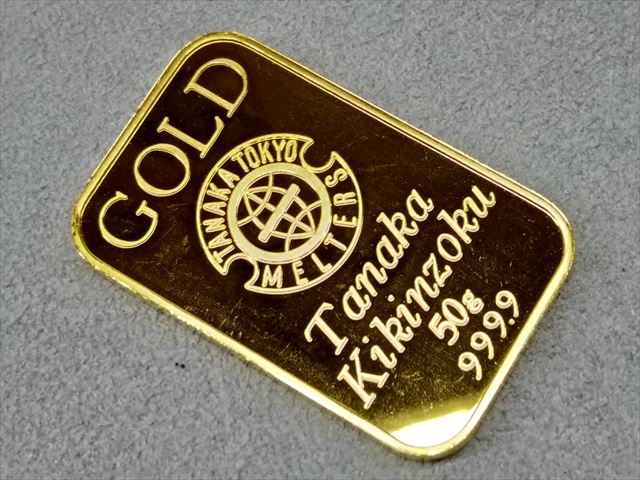 GOLD
TANAKA TOKYO
MELTERS
Tanaka
Kikinzoku
50g
999.9